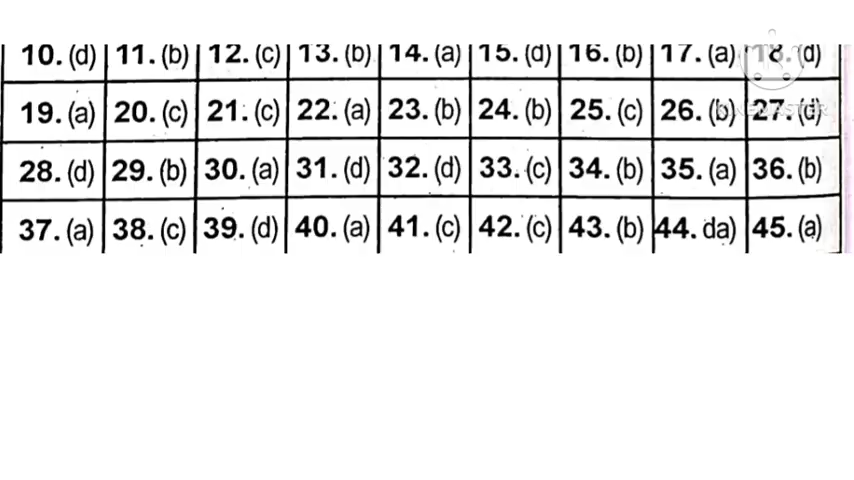 10. (d) 11. (b) 12. (c) 13. (b) 14. (a) 15. (d) 16. (b) 17. (a) 18. (d)
19. (a) 20. (c) 21. (c) 22. (a) 23. (b) 24. (b) 25. (c) 26. (b) 27. (d)
28. (d) 29. (b) 30. (a) 31. (d) 32. (d) 33. (c) 34. (b) 35. (a) 36. (b)
37. (a) 38. (c) 39. (d) 40. (a) 41. (c) 42. (c) 43. (b) 44. da) 45. (a)